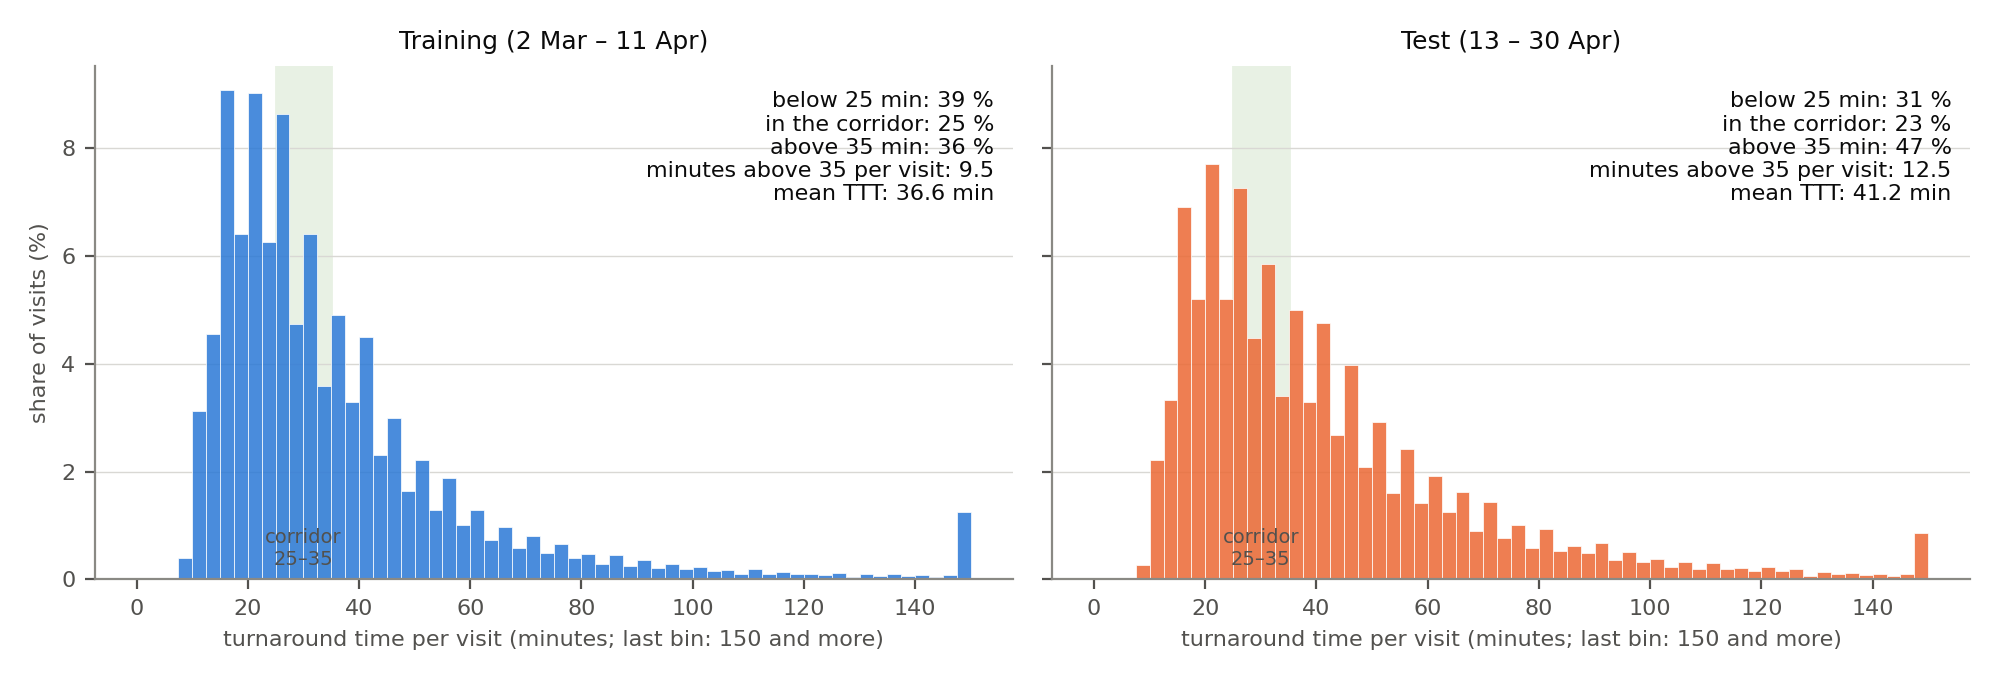 Training (2 Mar – 11 Apr)
below 25 min: 39 %
in the corridor: 25 %
above 35 min: 36 %
minutes above 35 per visit: 9.5
mean TTT: 36.6 min
share of visits (%)
8
6
4
2
0
corridor
25–35
0 20 40 60 80 100 120 140
turnaround time per visit (minutes; last bin: 150 and more)
Test (13 – 30 Apr)
below 25 min: 31 %
in the corridor: 23 %
above 35 min: 47 %
minutes above 35 per visit: 12.5
mean TTT: 41.2 min
corridor
25–35
0 20 40 60 80 100 120 140
turnaround time per visit (minutes; last bin: 150 and more)